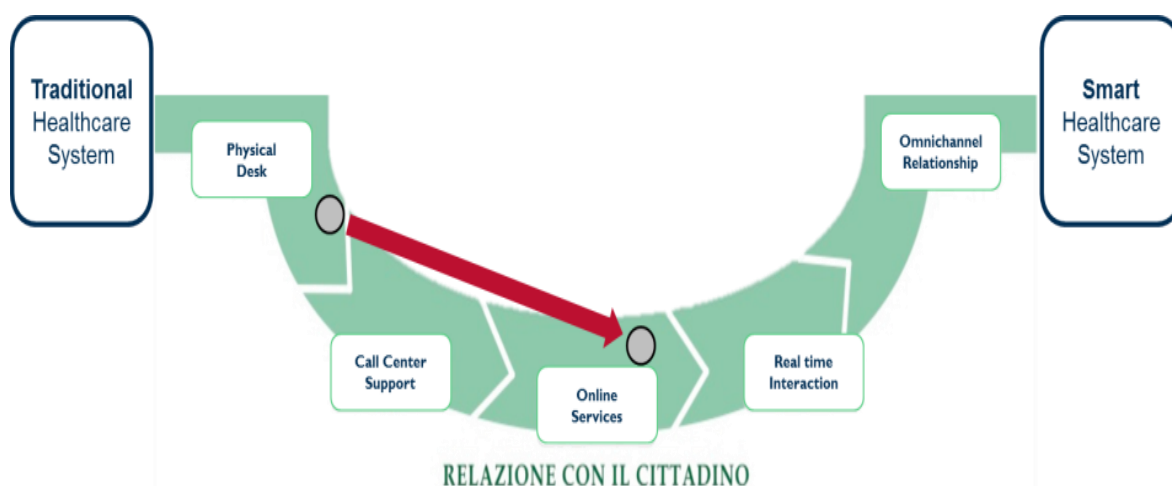 Traditional
Healthcare
System
Physical
Desk
Call Center
Support
Online
Services
Real time
Interaction
Omnichannel
Relationship
Smart
Healthcare
System
RELAZIONE CON IL CITTADINO